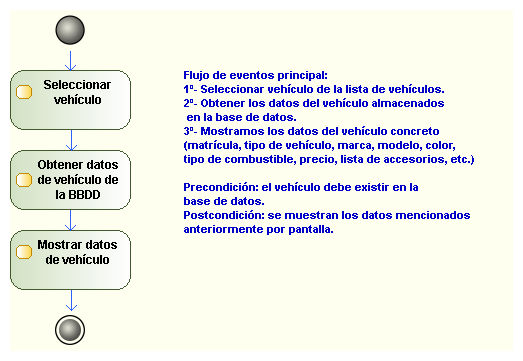 Seleccionar
vehículo
Obtener datos
de vehículo de
la BBDD
Mostrar datos
de vehículo
Flujo de eventos principal:
1º- Seleccionar vehículo de la lista de vehículos.
2º- Obtener los datos del vehículo almacenados
en la base de datos.
3º- Mostramos los datos del vehículo concreto
(matrícula, tipo de vehículo, marca, modelo, color,
tipo de combustible, precio, lista de accesorios, etc.)
Precondición: el vehículo debe existir en la
base de datos.
Postcondición: se muestran los datos mencionados
anteriormente por pantalla.